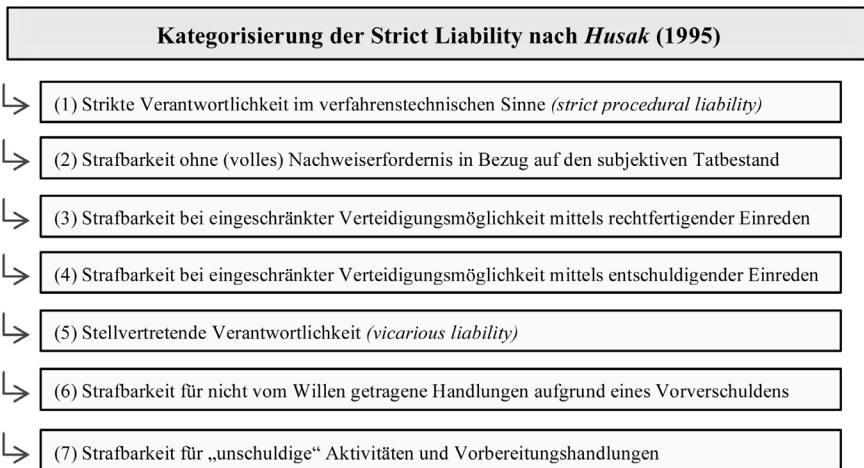 Kategorisierung der Strict Liability nach Husak (1995)
(1) Strikte Verantwortlichkeit im verfahrenstechnischen Sinne (strict procedural liability)
(2) Strafbarkeit ohne (volles) Nachweiserfordernis in Bezug auf den subjektiven Tatbestand
(3) Strafbarkeit bei eingeschränkter Verteidigungsmöglichkeit mittels rechtfertigender Einreden
(4) Strafbarkeit bei eingeschränkter Verteidigungsmöglichkeit mittels entschuldigender Einreden
(5) Stellvertretende Verantwortlichkeit (vicarious liability)
(6) Strafbarkeit für nicht vom Willen getragene Handlungen aufgrund eines Vorverschuldens
(7) Strafbarkeit für „unschuldige“ Aktivitäten und Vorbereitungshandlungen